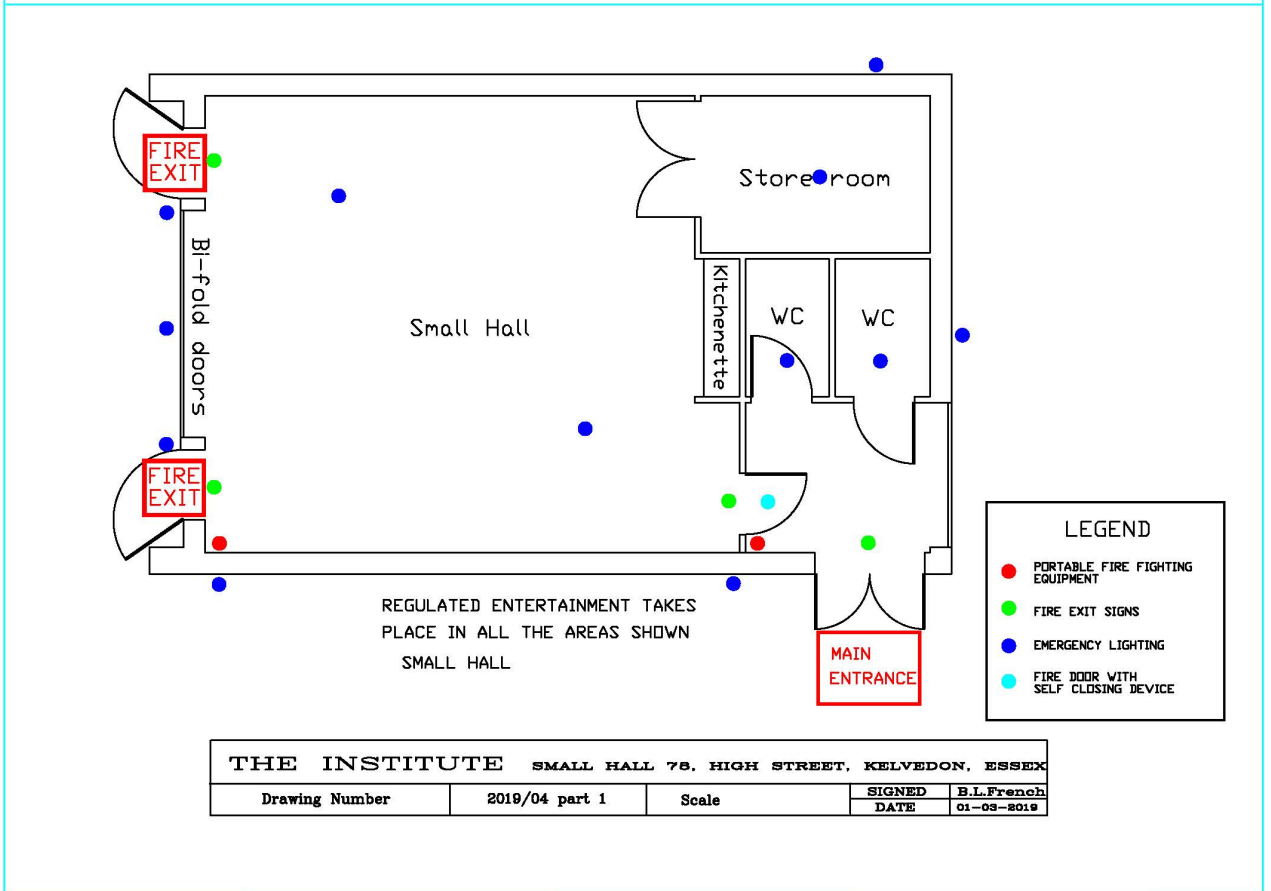 FIRE
EXIT
Store room
Bi-fold doors
Kitchenette
WC
WC
Small Hall
FIRE
EXIT
LEGEND
PORTABLE FIRE FIGHTING
EQUIPMENT
FIRE EXIT SIGNS
EMERGENCY LIGHTING
FIRE DOOR WITH
SELF CLOSING DEVICE
REGULATED ENTERTAINMENT TAKES
PLACE IN ALL THE AREAS SHOWN
SMALL HALL
MAIN
ENTRANCE
THE INSTITUTE SMALL HALL 78, HIGH STREET, KELVEDON, ESSEX
Drawing Number 2019/04 part 1 Scale SIGNED B.L.French
DATE 01-03-2019